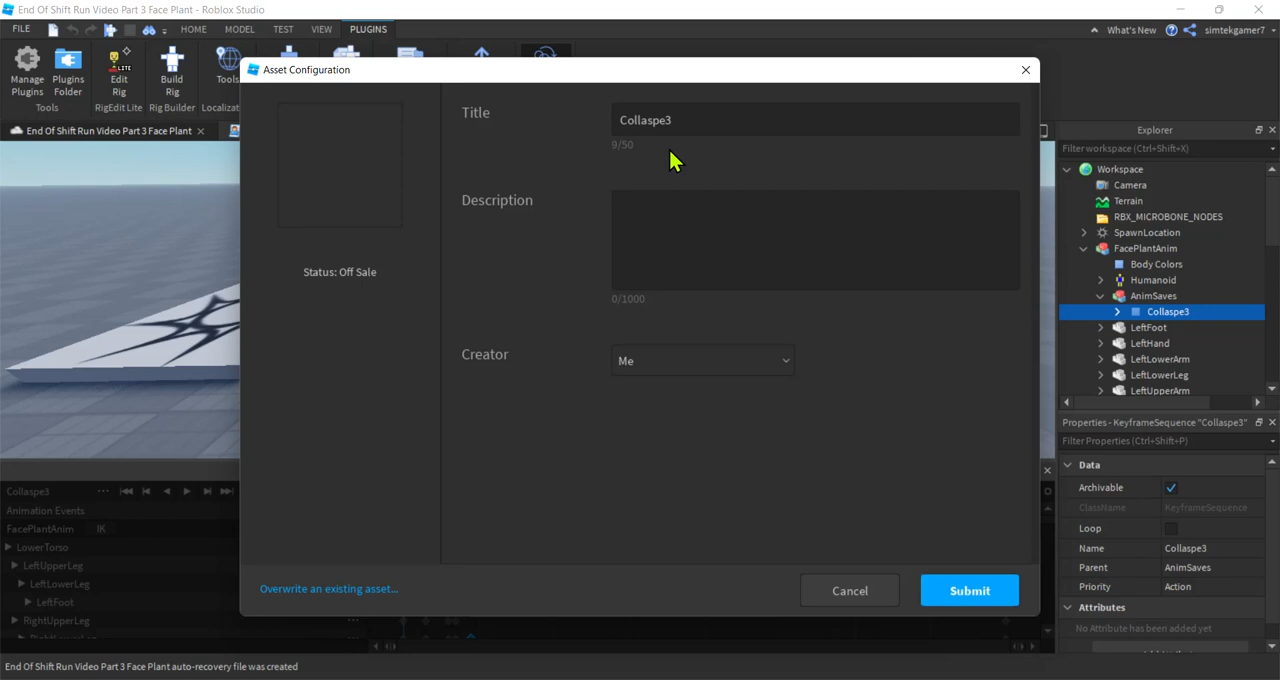 End Of Shift Run Video Part 3 Face Plant - Roblox Studio
FILE HOME MODEL TEST VIEW PLUGINS What's New simtekgamer7
Manage Plugins
Plugins Folder
Edit Rig
Build Rig
Tools
Tools RigEdit Lite Rig Builder Localizat
End Of Shift Run Video Part 3 Face Plant
Asset Configuration
Title
Collaspe3
9/50
Description
0/1000
Status: Off Sale
Creator
Me
Overwrite an existing asset...
Cancel
Submit
Explorer
Filter workspace (Ctrl+Shift+X)
Workspace
Camera
Terrain
RBX_MICROBONE_NODES
SpawnLocation
FacePlantAnim
Body Colors
Humanoid
AnimSaves
Collaspe3
LeftFoot
LeftHand
LeftLowerArm
LeftLowerLeg
LeftUpperArm
Properties - KeyframeSequence "Collaspe3"
Filter Properties (Ctrl+Shift+P)
Data
Archivable
ClassName KeyframeSequence
Loop
Name Collaspe3
Parent AnimSaves
Priority Action
Attributes
No Attribute has been added yet
Collaspe3
Animation Events
FacePlantAnim IK
LowerTorso
LeftUpperLeg
LeftLowerLeg
LeftFoot
RightUpperLeg
End Of Shift Run Video Part 3 Face Plant auto-recovery file was created